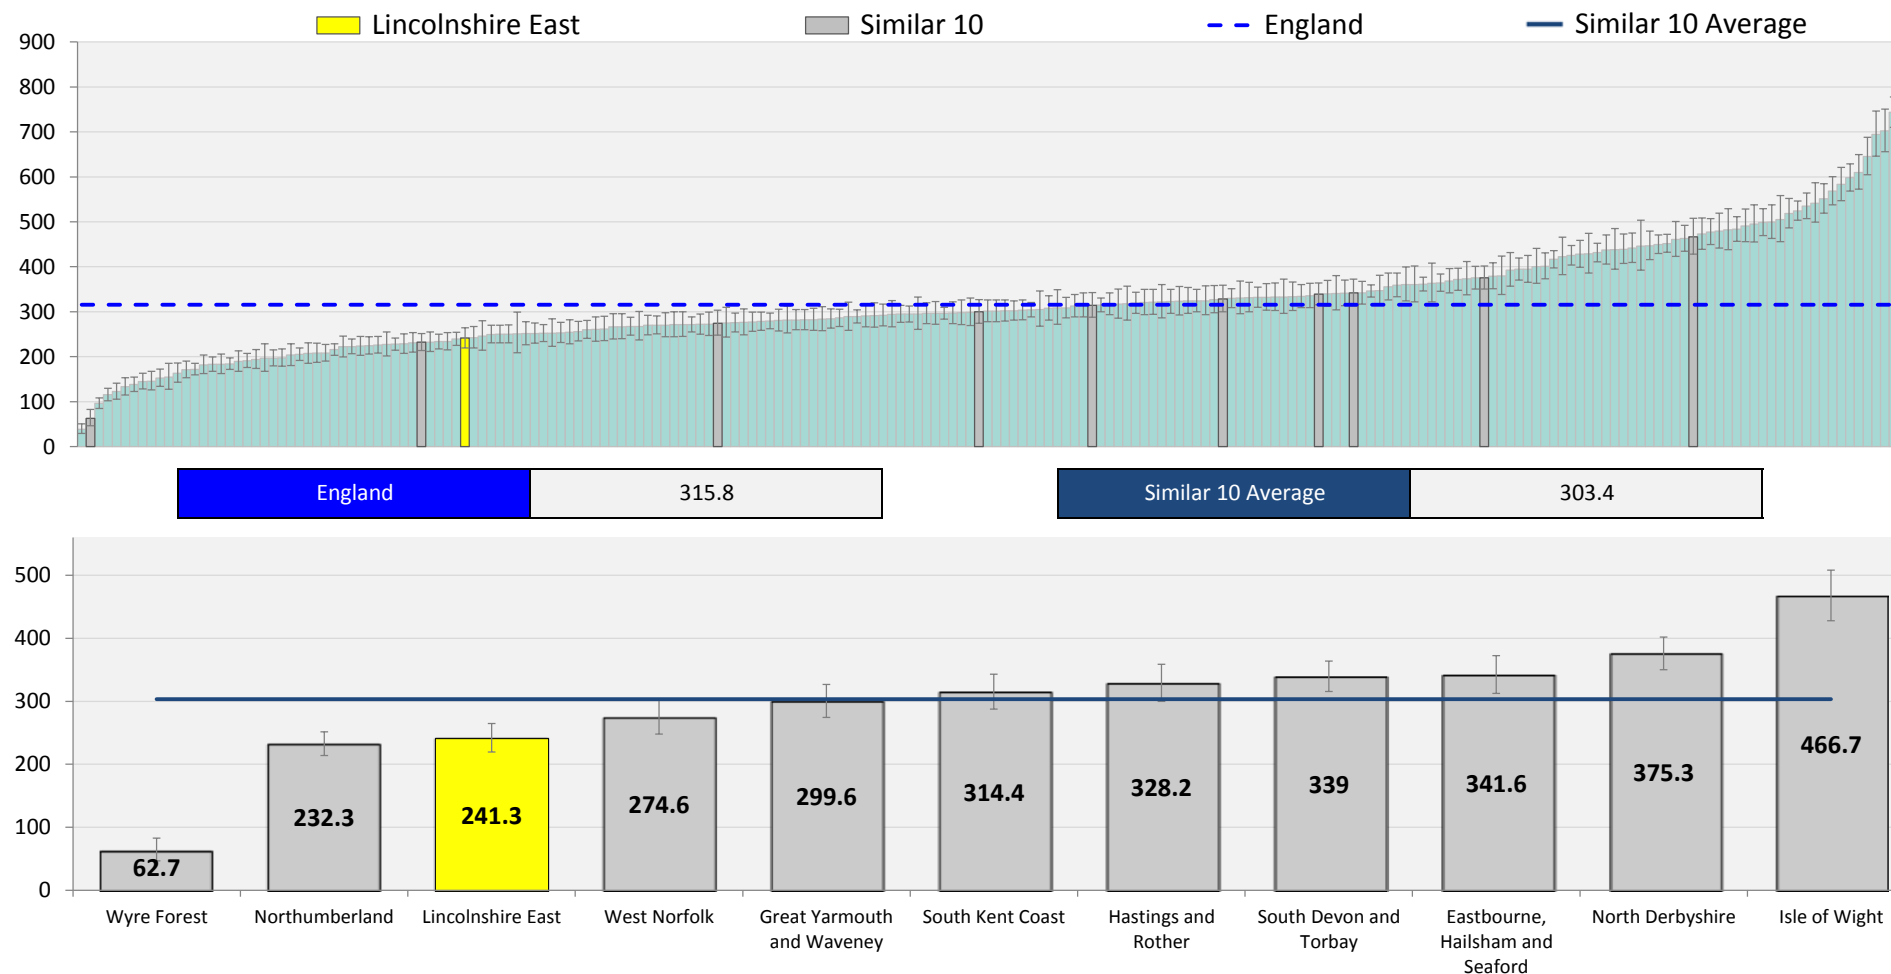 Lincolnshire East
Similar 10
England
Similar 10 Average
900
800
700
600
500
400
300
200
100
0
England
315.8
Similar 10 Average
303.4
500
400
300
200
100
0
62.7
232.3
241.3
274.6
299.6
314.4
328.2
339
341.6
375.3
466.7
Wyre Forest
Northumberland
Lincolnshire East
West Norfolk
Great Yarmouth
and Waveney
South Kent Coast
Hastings and
Rother
South Devon and
Torbay
Eastbourne,
Hailsham and
Seaford
North Derbyshire
Isle of Wight